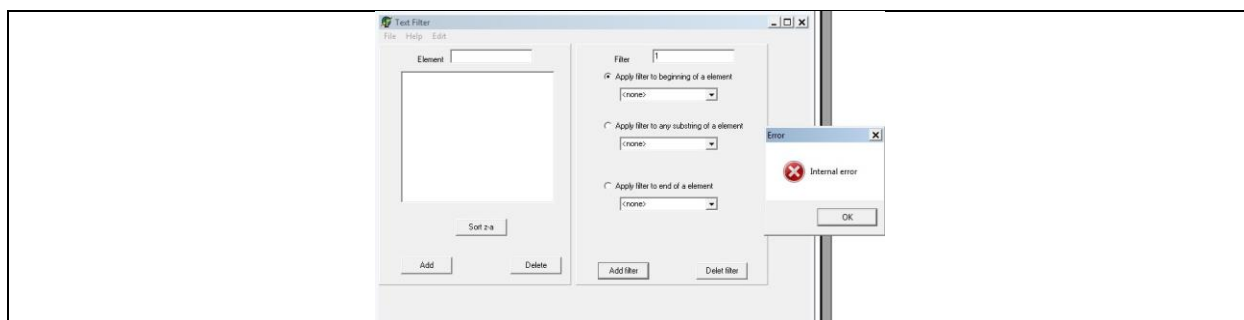 Text Filter
File Help Edit
Element
Filter 1
Apply filter to beginning of a element
<none>
Apply filter to any substring of a element
<none>
Apply filter to end of a element
<none>
Sort z-a
Add
Delete
Add filter
Delet filter
Error
Internal error
OK